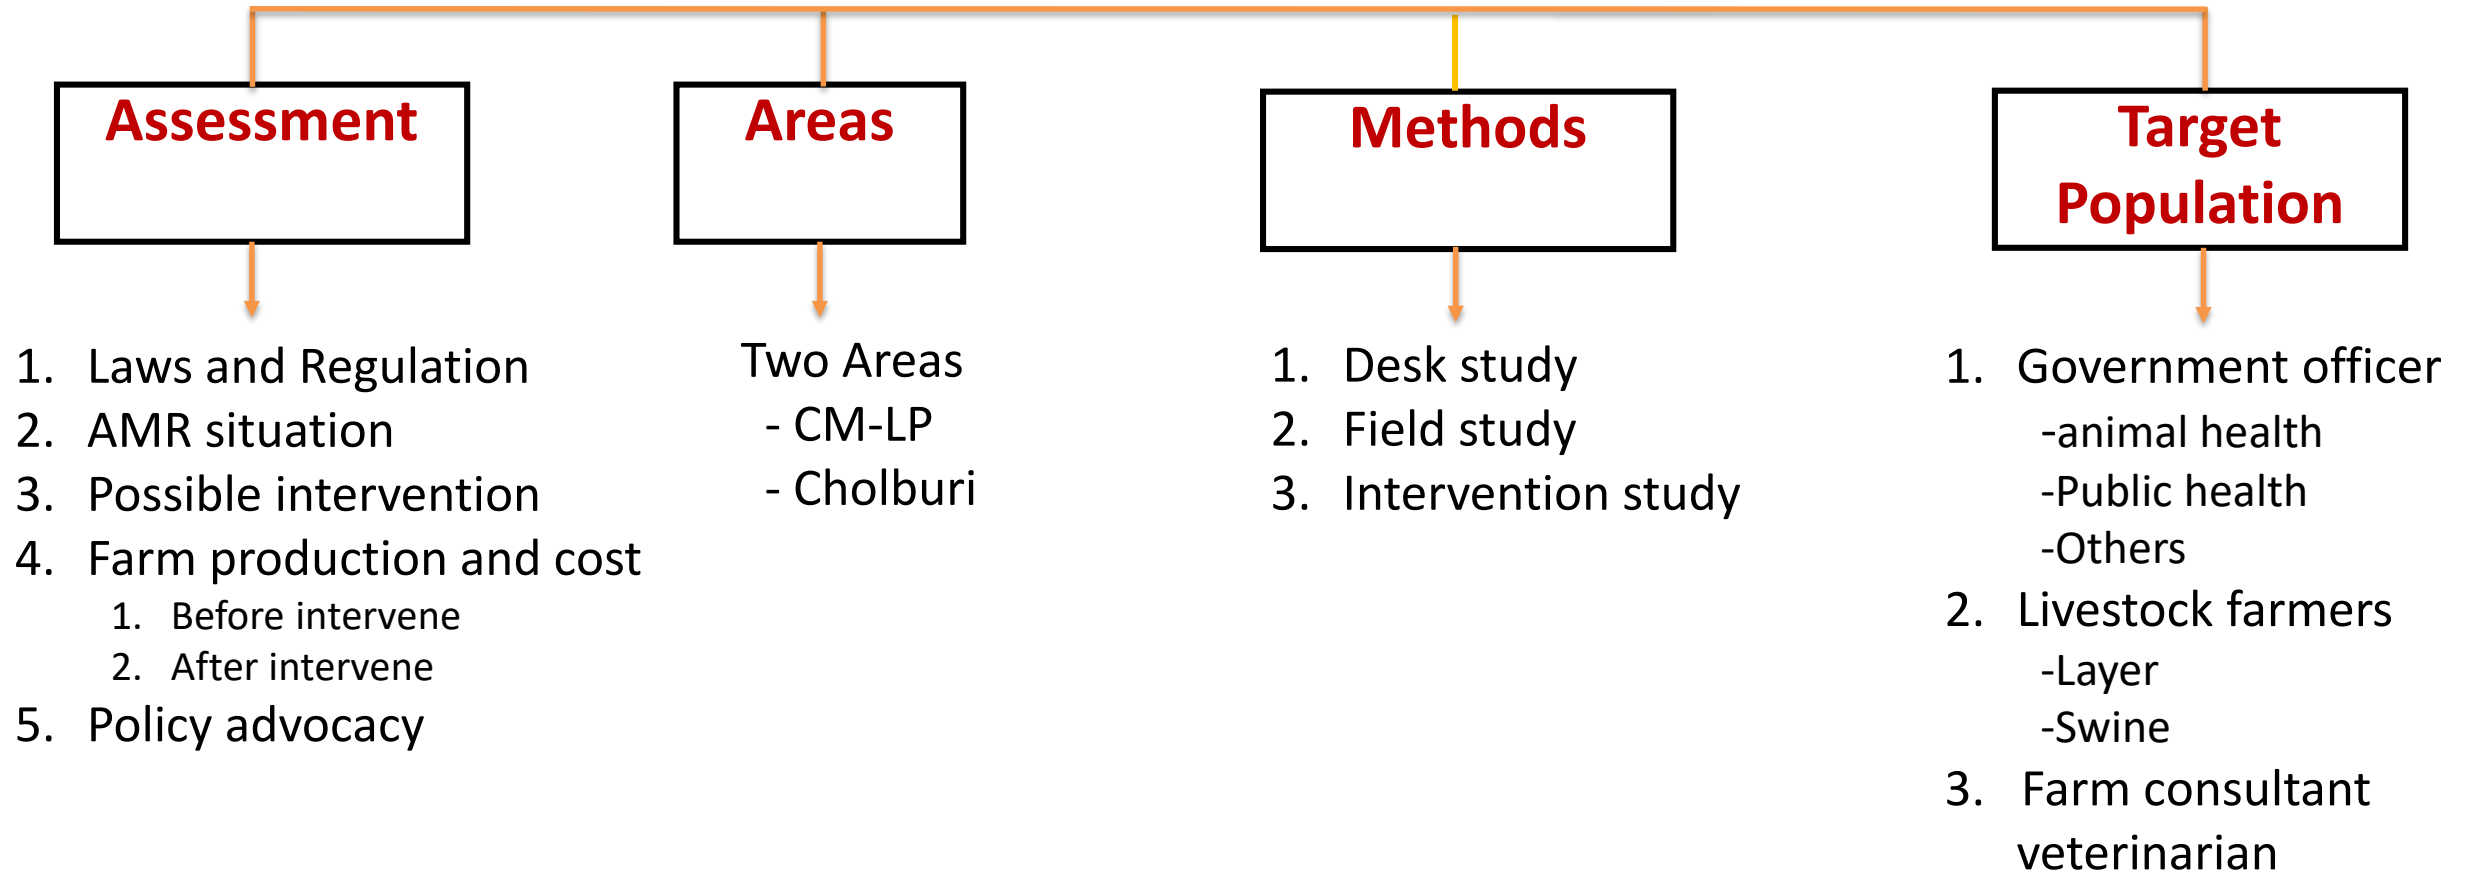 Assessment
1. Laws and Regulation
2. AMR situation
3. Possible intervention
4. Farm production and cost
1. Before intervene
2. After intervene
5. Policy advocacy
Areas
Two Areas
- CM-LP
- Cholburi
Methods
1. Desk study
2. Field study
3. Intervention study
Target
Population
1. Government officer
-animal health
-Public health
-Others
2. Livestock farmers
-Layer
-Swine
3. Farm consultant
veterinarian